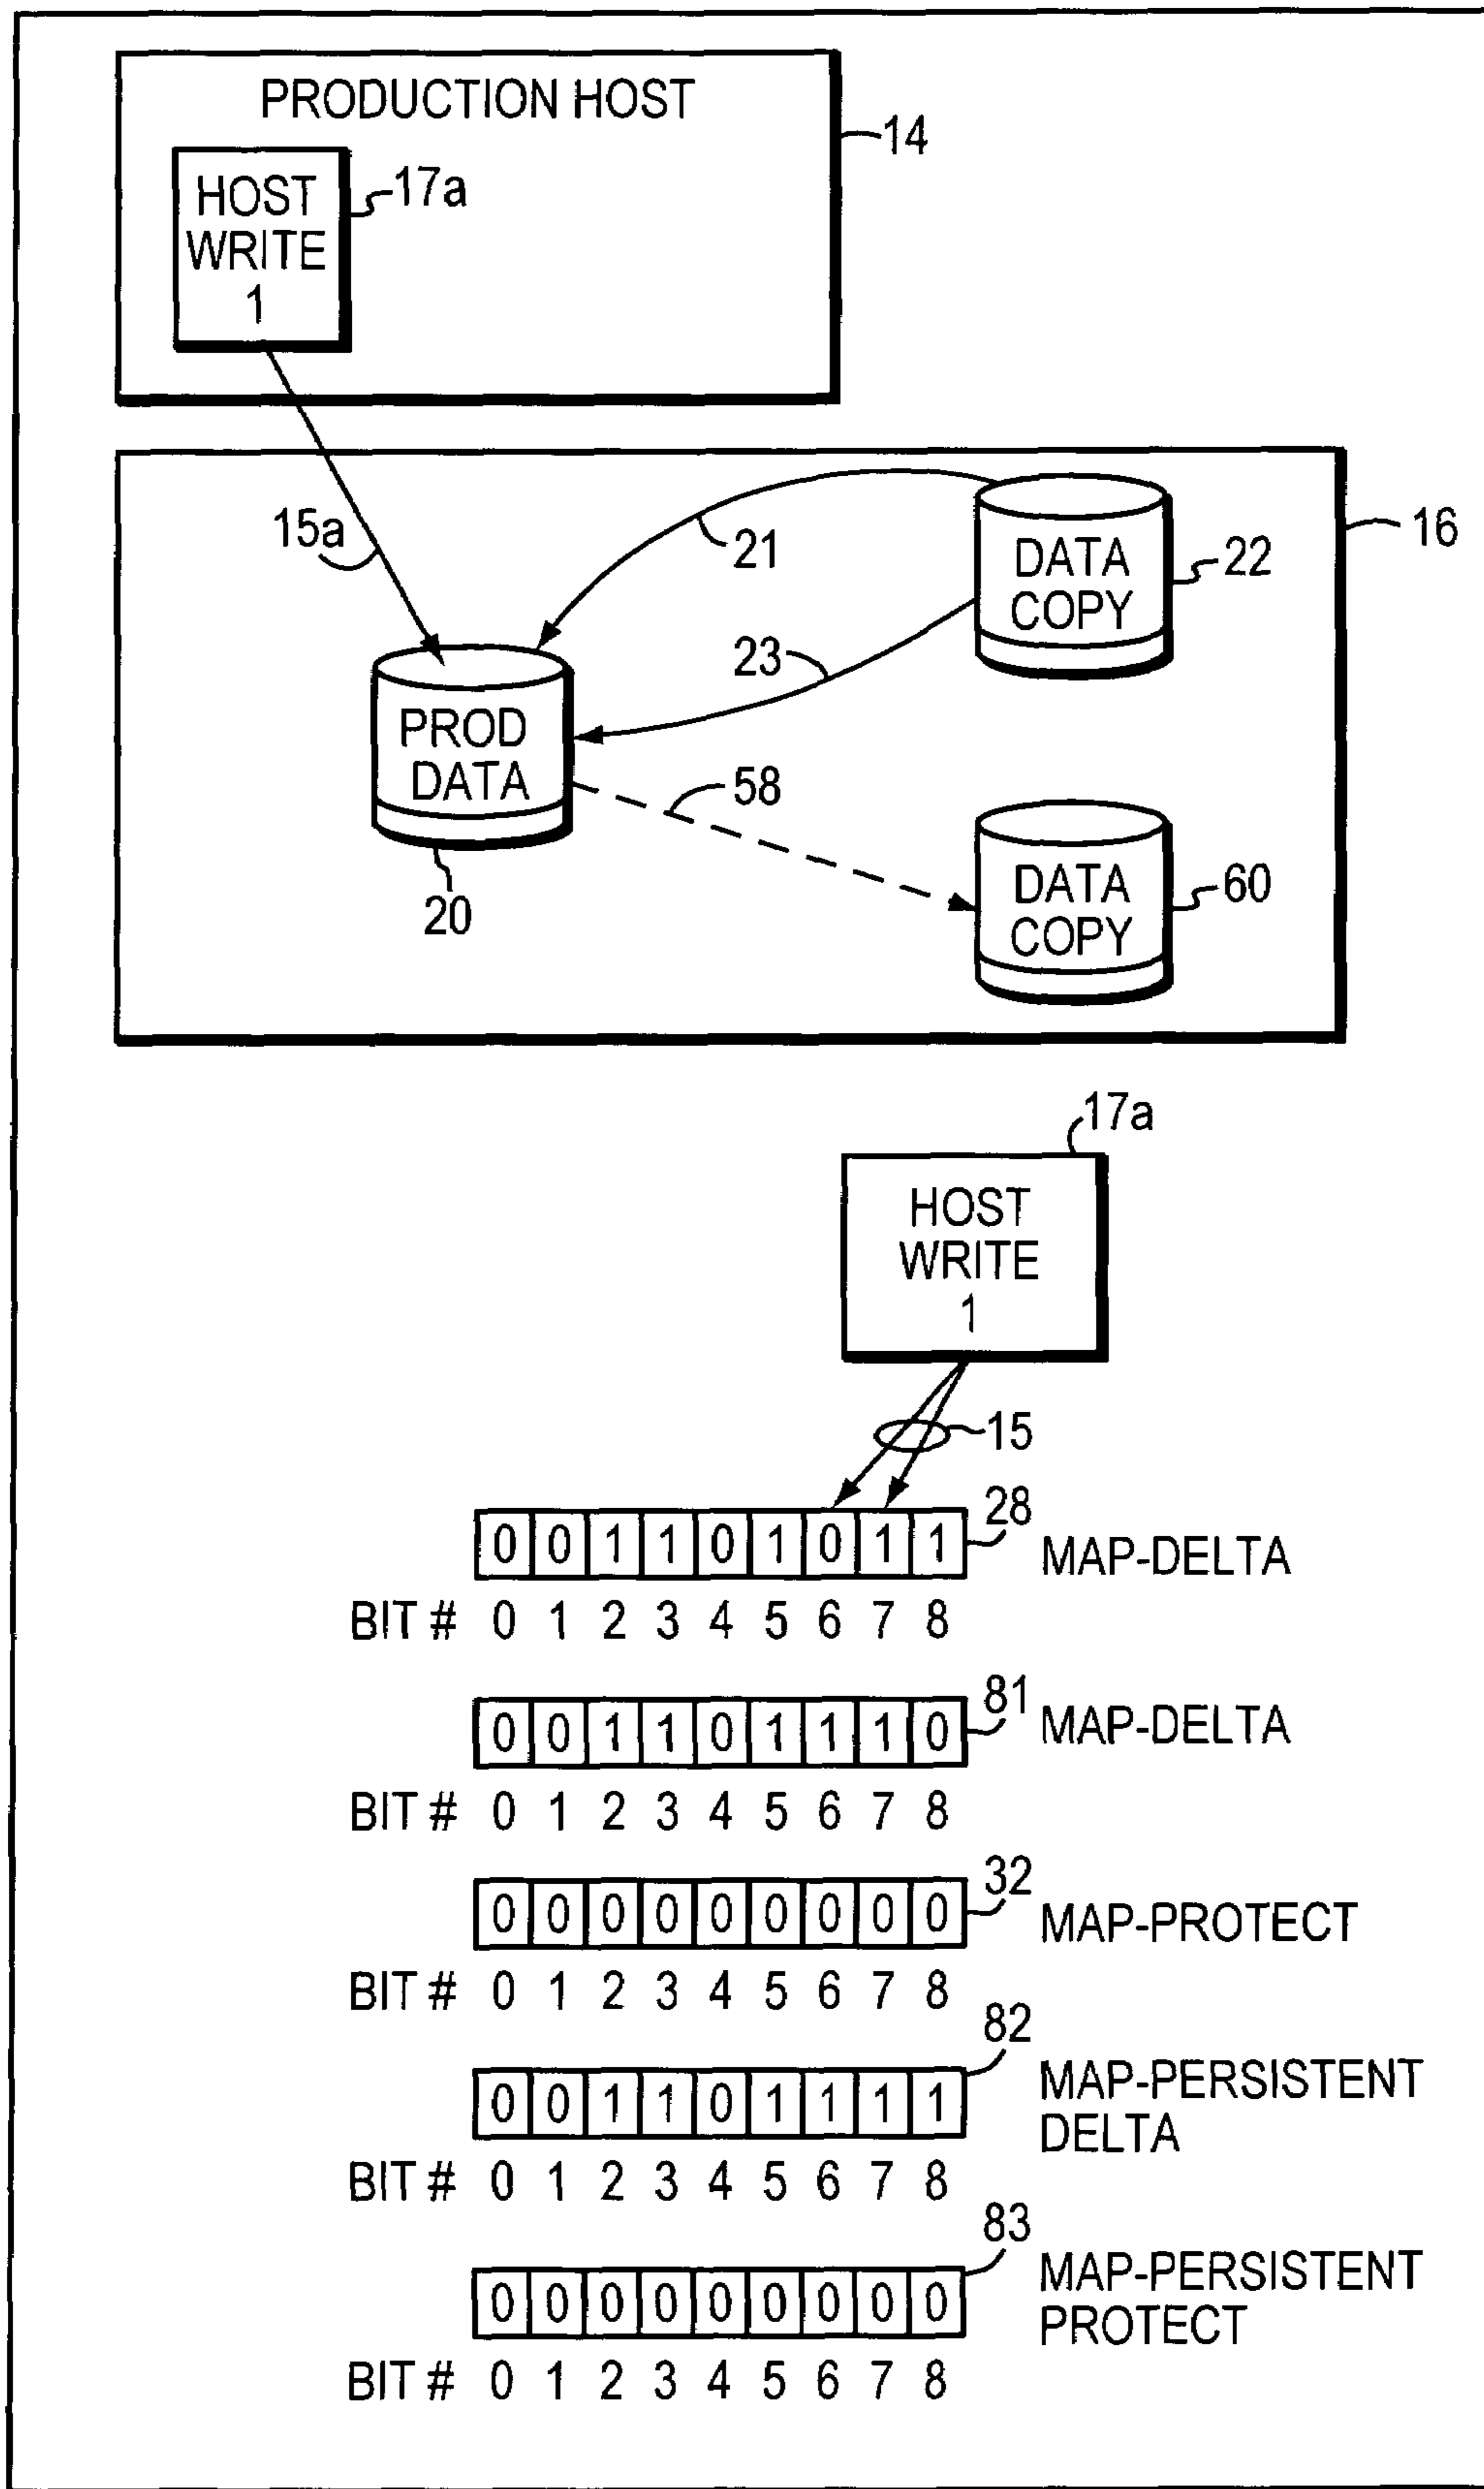 PRODUCTION HOST
14
HOST
WRITE
1
17a
15a
21
16
DATA
COPY
22
23
PROD
DATA
58
20
DATA
COPY
60
17a
HOST
WRITE
1
15
28
0 0 1 1 0 1 0 1 1 MAP-DELTA
BIT # 0 1 2 3 4 5 6 7 8
81
0 0 1 1 0 1 1 1 0 MAP-DELTA
BIT # 0 1 2 3 4 5 6 7 8
32
0 0 0 0 0 0 0 0 0 MAP-PROTECT
BIT # 0 1 2 3 4 5 6 7 8
82
0 0 1 1 0 1 1 1 1 MAP-PERSISTENT
DELTA
BIT # 0 1 2 3 4 5 6 7 8
83
0 0 0 0 0 0 0 0 0 MAP-PERSISTENT
PROTECT
BIT # 0 1 2 3 4 5 6 7 8